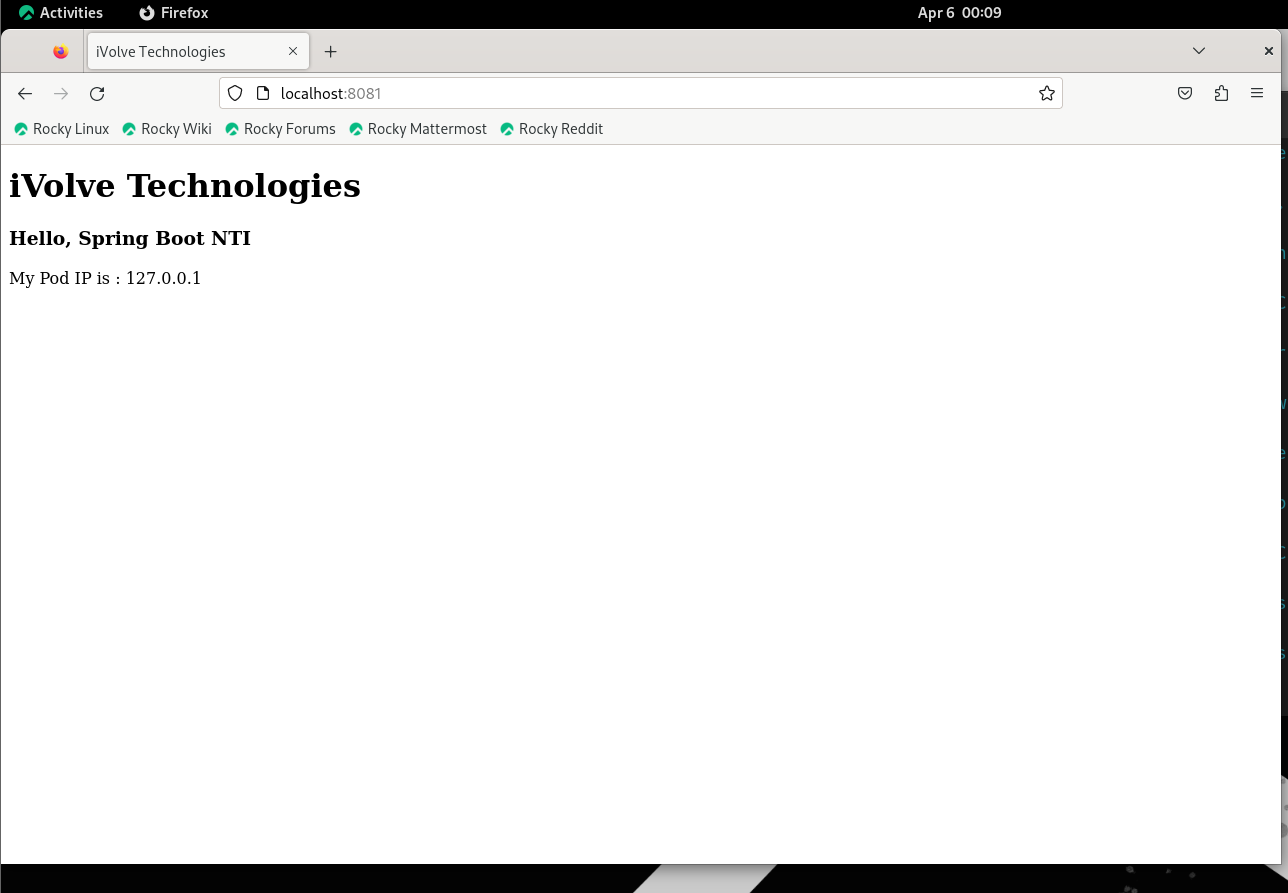 Activities Firefox Apr 6 00:09
iVolve Technologies
localhost:8081
Rocky Linux Rocky Wiki Rocky Forums Rocky Mattermost Rocky Reddit
iVolve Technologies
Hello, Spring Boot NTI
My Pod IP is : 127.0.0.1